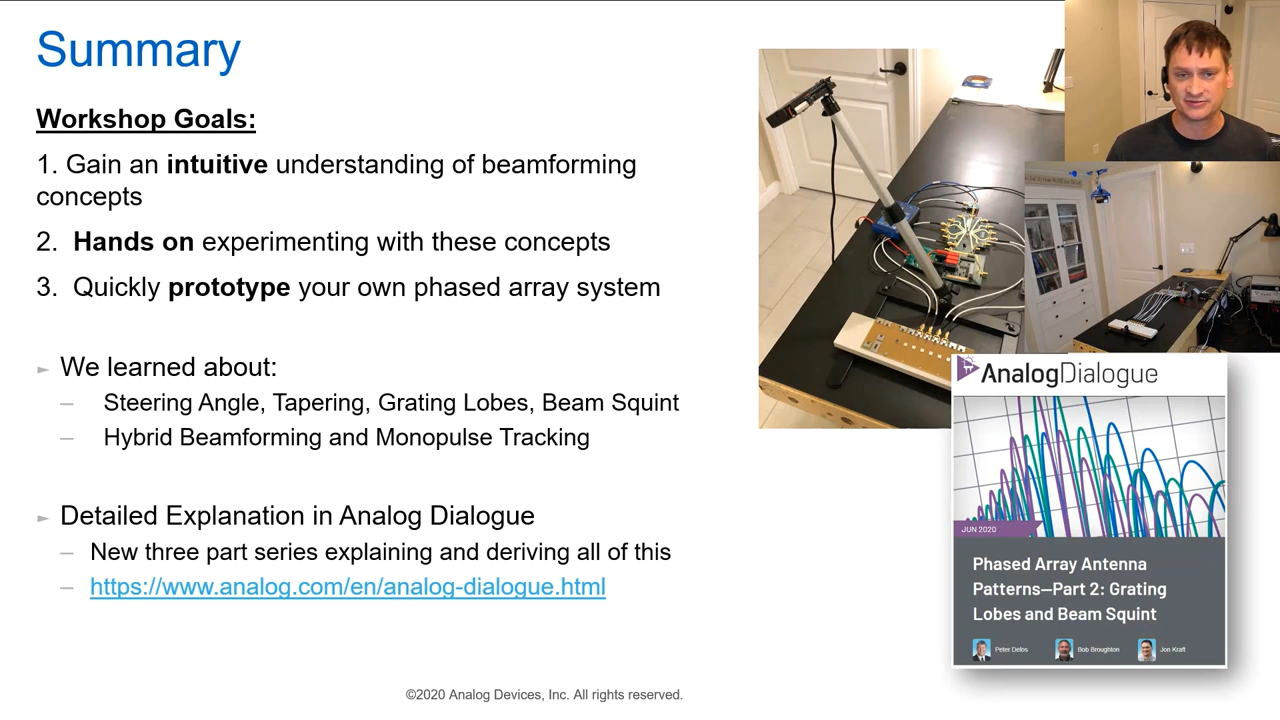 Summary
Workshop Goals:
1. Gain an intuitive understanding of beamforming
concepts
2. Hands on experimenting with these concepts
3. Quickly prototype your own phased array system
► We learned about:
– Steering Angle, Tapering, Grating Lobes, Beam Squint
– Hybrid Beamforming and Monopulse Tracking
► Detailed Explanation in Analog Dialogue
– New three part series explaining and deriving all of this
– https://www.analog.com/en/analog-dialogue.html
AnalogDialogue
JUN 2020
Phased Array Antenna
Patterns—Part 2: Grating
Lobes and Beam Squint
Peter Delos
Bob Broughton
Jon Kraft
©2020 Analog Devices, Inc. All rights reserved.